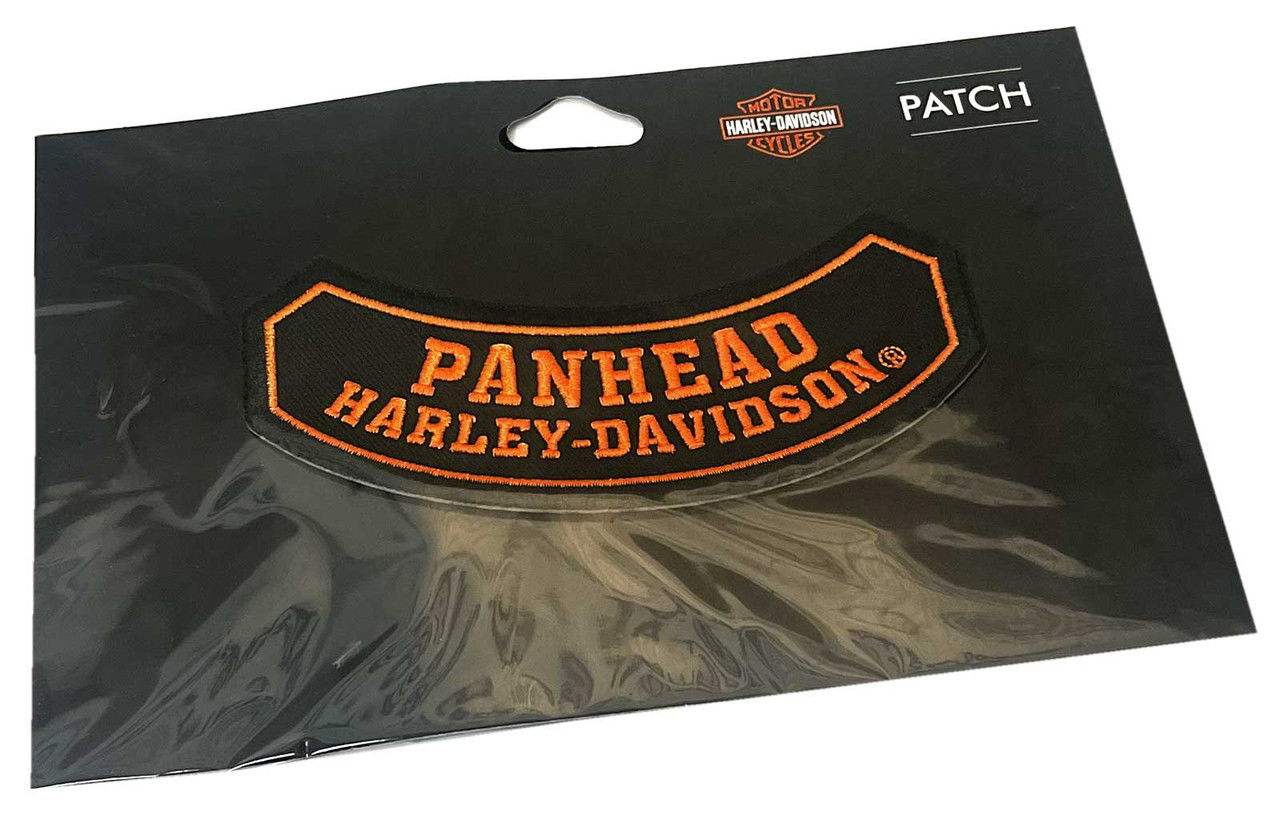 MOTOR
HARLEY-DAVIDSON
CYCLES
PATCH
PANHEAD
HARLEY-DAVIDSON®